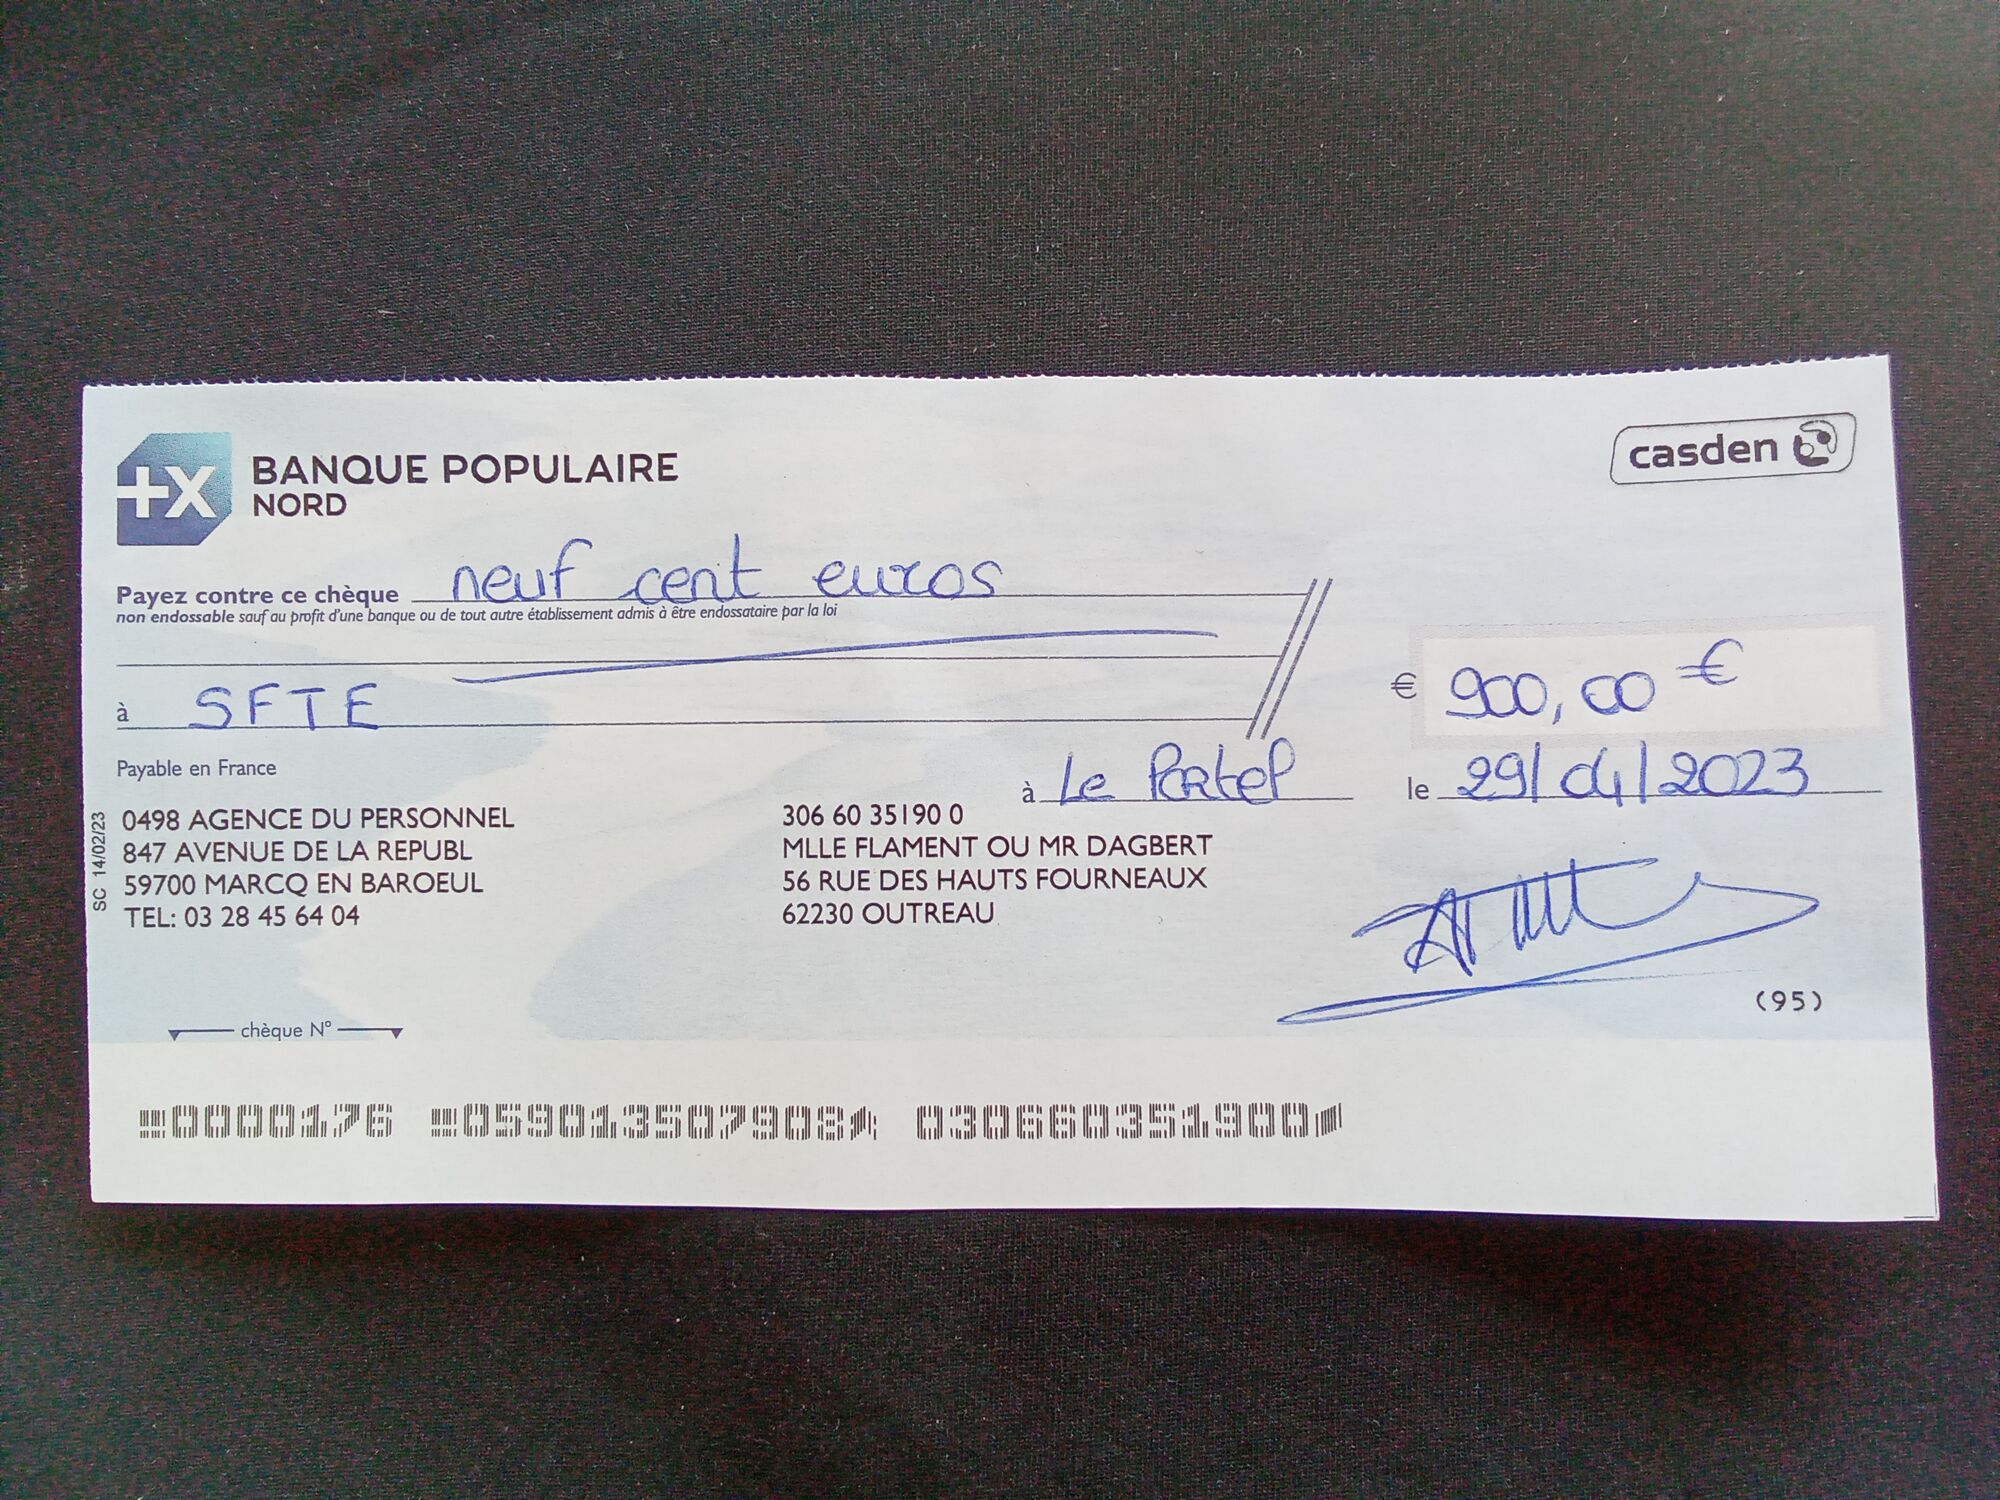 BANQUE POPULAIRE
NORD
casden
Payez contre ce chèque neuf cent euros
non endossable sauf au profit d'une banque ou de tout autre établissement admis à être endossataire par la loi
€ 900,00 €
à SFTE
Payable en France
à Le Portel le 29/04/2023
SC 14/02/23
0498 AGENCE DU PERSONNEL
847 AVENUE DE LA REPUBL
59700 MARCQ EN BAROEUL
TEL: 03 28 45 64 04
306 60 35190 0
MLLE FLAMENT OU MR DAGBERT
56 RUE DES HAUTS FOURNEAUX
62230 OUTREAU
(95)
chèque N°
0000176 059013507908 030660351900